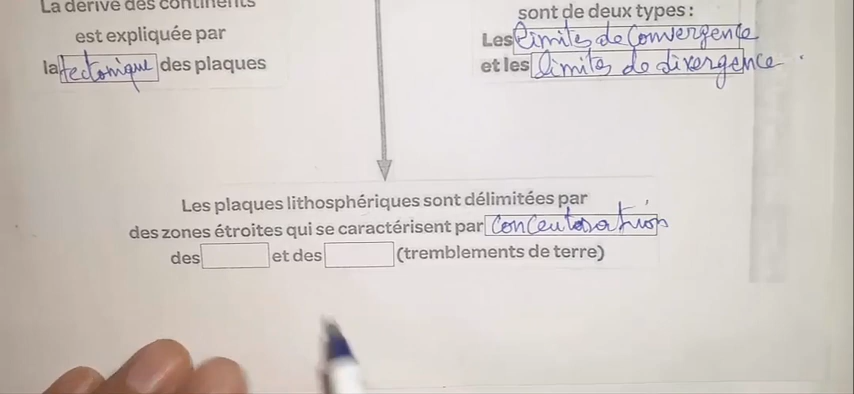 La dérive des continents
est expliquée par
la tectonique des plaques
sont de deux types :
Les limites de convergence
et les limites de divergence.
Les plaques lithosphériques sont délimitées par
des zones étroites qui se caractérisent par concentration
des et des (tremblements de terre)